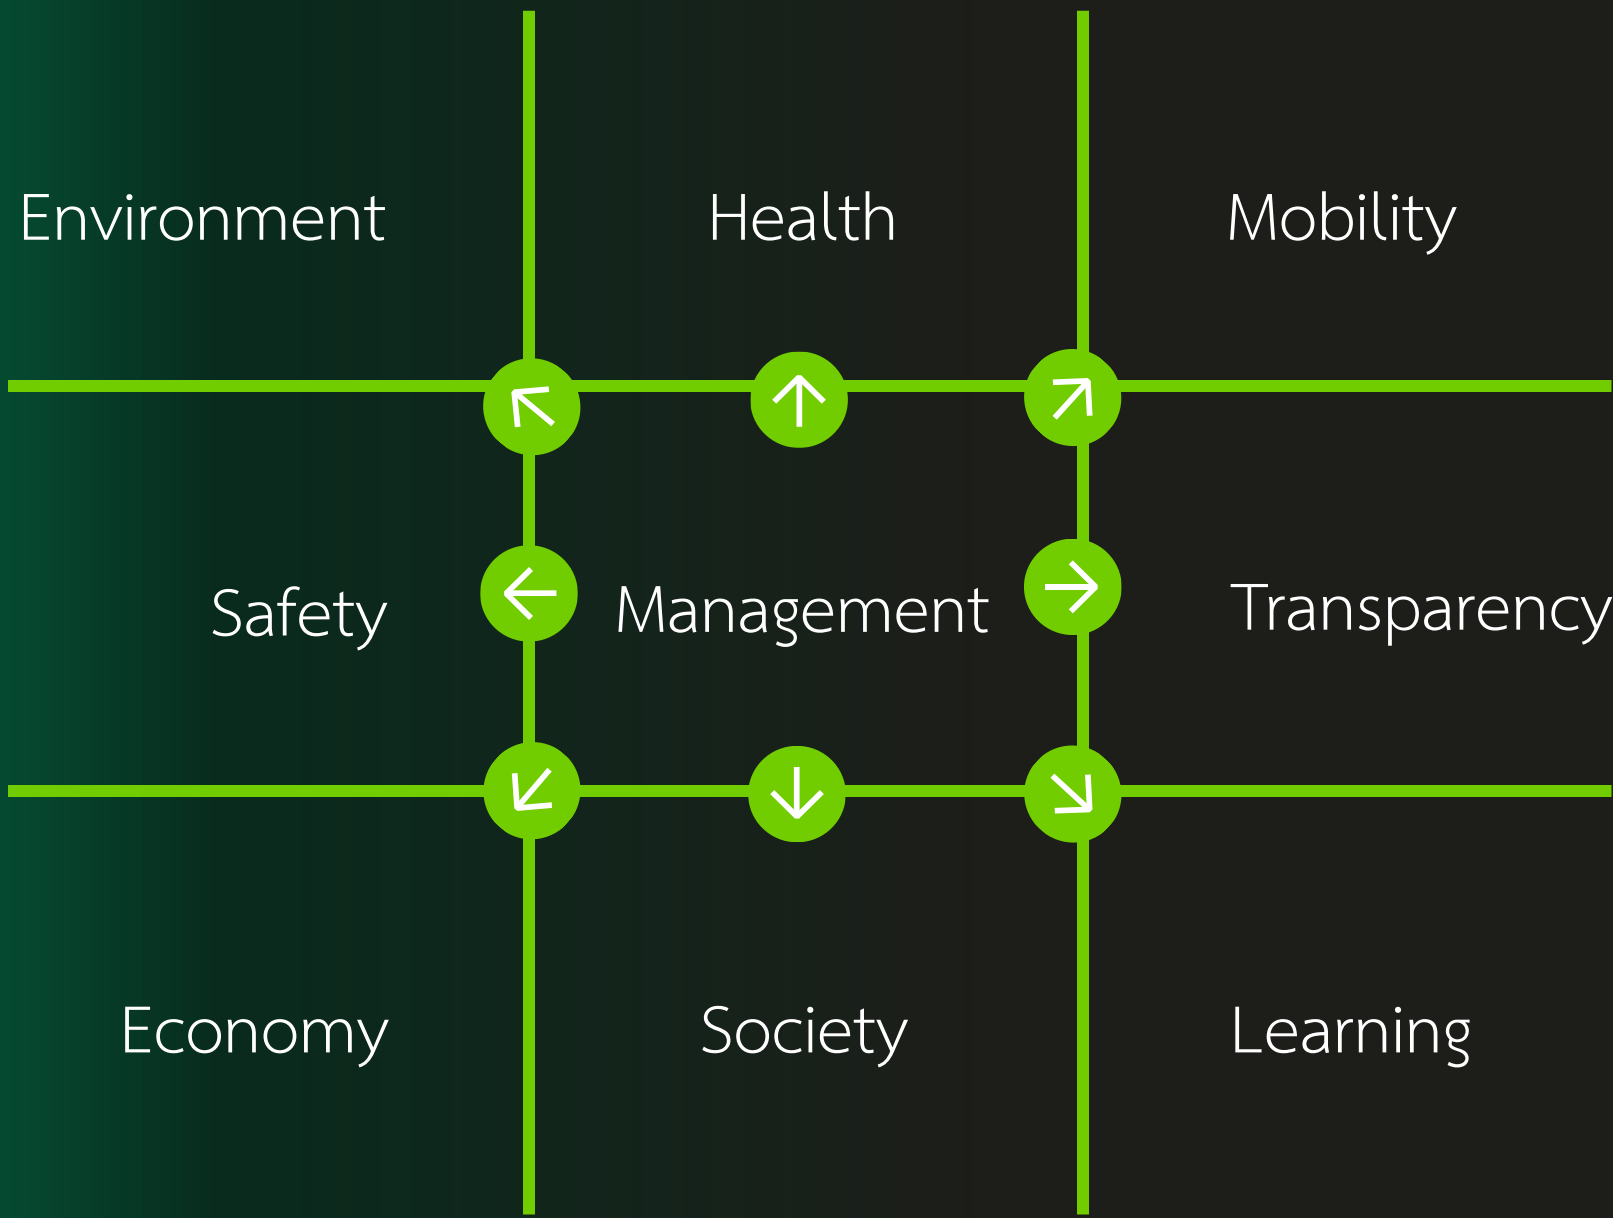 Environment
Health
Mobility
Safety
Management
Transparency
Economy
Society
Learning